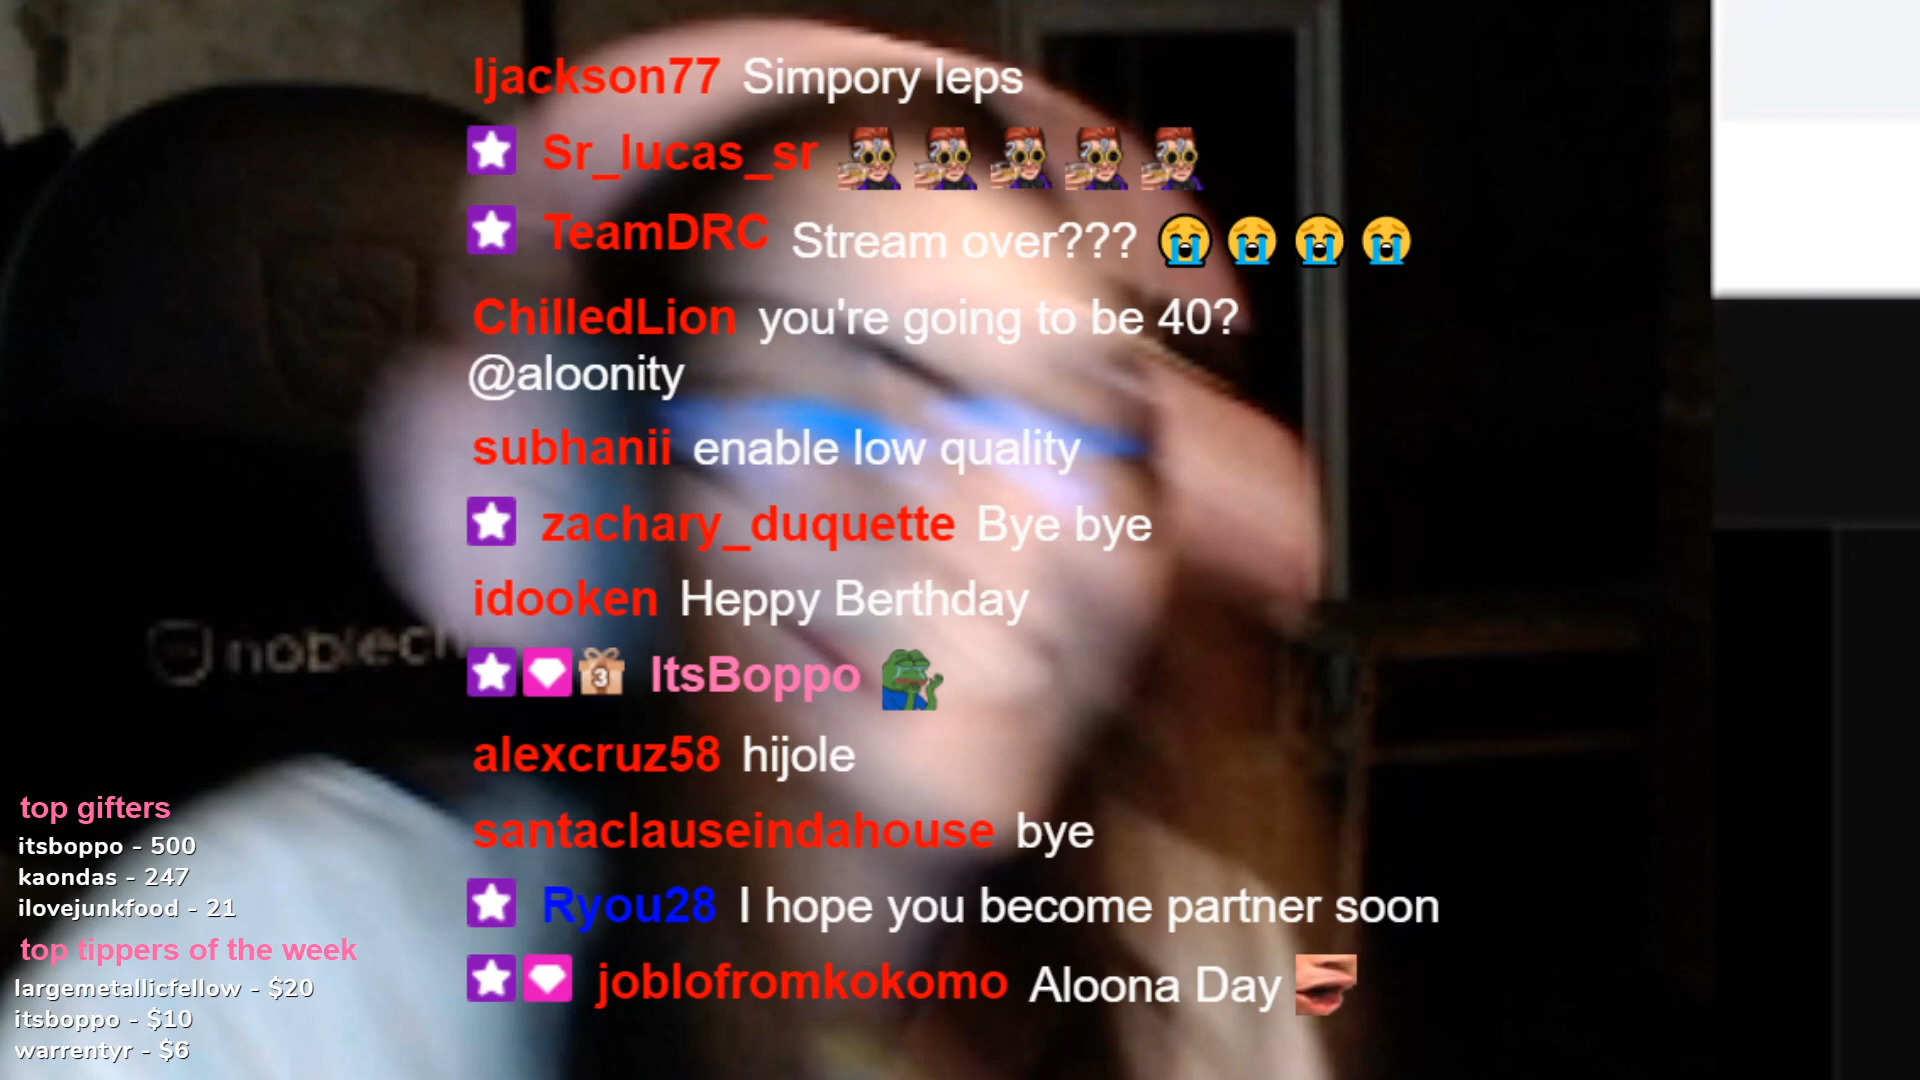 ljackson77 Simpory leps
Sr_lucas_sr
TeamDRC Stream over??? 😭 😭 😭 😭
ChilledLion you're going to be 40?
@aloonity
subhanii enable low quality
zachary_duquette Bye bye
idooken Heppy Berthday
3 ItsBoppo
alexcruz58 hijole
santaclauseindahouse bye
Ryou28 I hope you become partner soon
joblofromkokomo Aloona Day
noblech
top gifters
itsboppo - 500
kaondas - 247
ilovejunkfood - 21
top tippers of the week
largemetallicfellow - $20
itsboppo - $10
warrentyr - $6